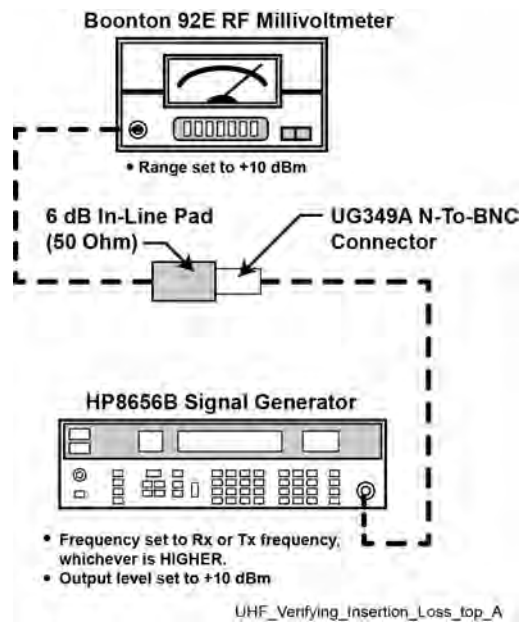 Boonton 92E RF Millivoltmeter
• Range set to +10 dBm
6 dB In-Line Pad
(50 Ohm)
UG349A N-To-BNC
Connector
HP8656B Signal Generator
• Frequency set to Rx or Tx frequency,
whichever is HIGHER.
• Output level set to +10 dBm
UHF_Verifying_Insertion_Loss_top_A